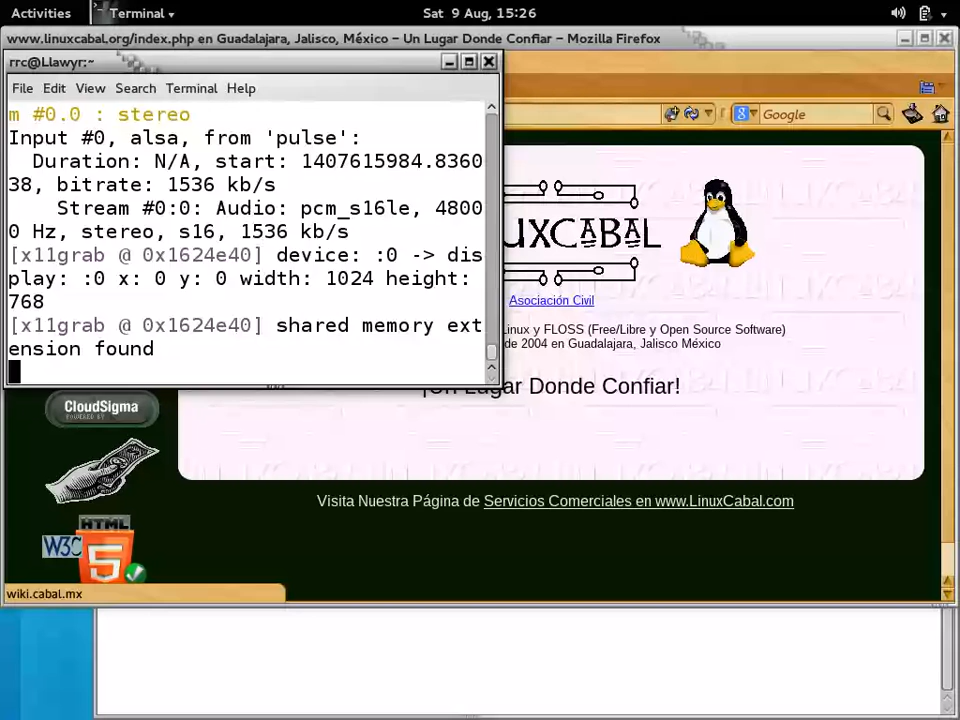 Activities
Terminal
Sat 9 Aug, 15:26
www.linuxcabal.org/index.php en Guadalajara, Jalisco, México – Un Lugar Donde Confiar – Mozilla Firefox
rrc@Llawyr:~
File Edit View Search Terminal Help
m #0.0 : stereo
Input #0, alsa, from 'pulse':
Duration: N/A, start: 1407615984.8360
38, bitrate: 1536 kb/s
Stream #0:0: Audio: pcm_s16le, 4800
0 Hz, stereo, s16, 1536 kb/s
[x11grab @ 0x1624e40] device: :0 -> dis
play: :0 x: 0 y: 0 width: 1024 height:
768
[x11grab @ 0x1624e40] shared memory ext
ension found
Google
UXCABAL
Asociación Civil
Linux y FLOSS (Free/Libre y Open Source Software)
de 2004 en Guadalajara, Jalisco México
¡Un Lugar Donde Confiar!
CloudSigma
POWERED BY
Visita Nuestra Página de Servicios Comerciales en www.LinuxCabal.com
HTML
W3C
5
wiki.cabal.mx